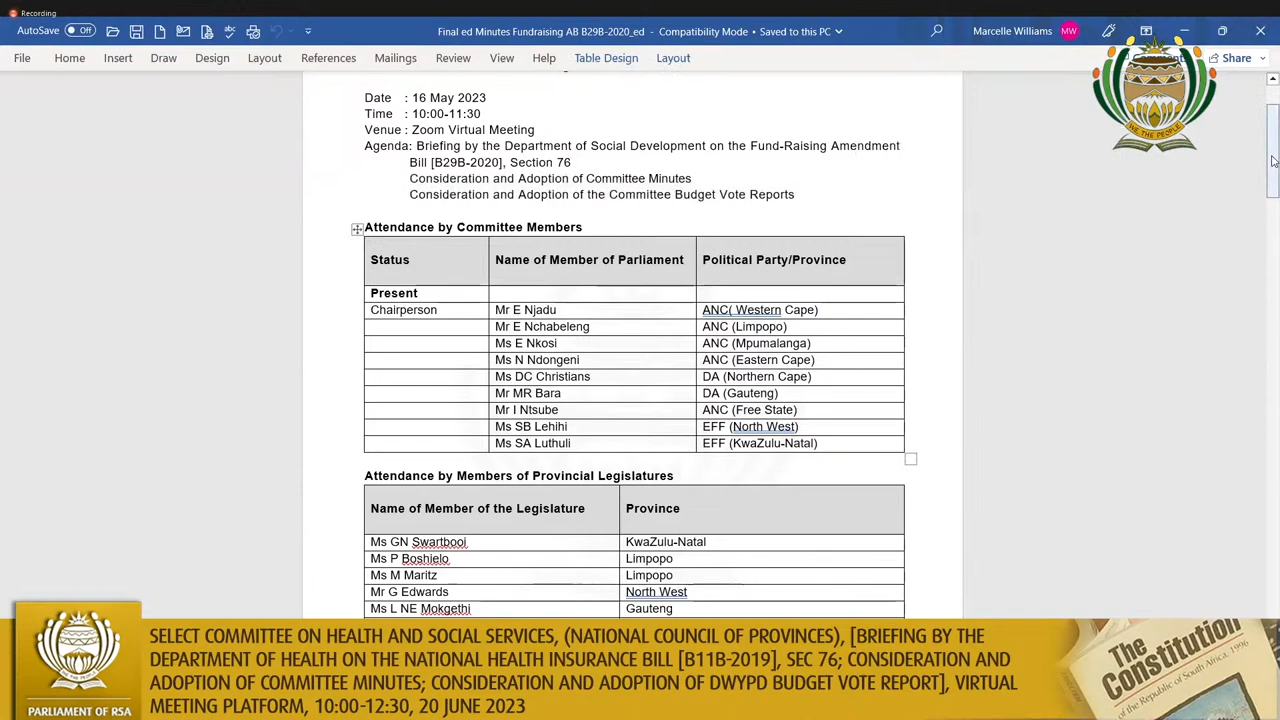 Recording
AutoSave Off
Final ed Minutes Fundraising AB B29B-2020_ed - Compatibility Mode • Saved to this PC
Marcelle Williams MW
File Home Insert Draw Design Layout References Mailings Review View Help Table Design Layout
Share
WE THE PEOPLE
Date : 16 May 2023
Time : 10:00-11:30
Venue : Zoom Virtual Meeting
Agenda: Briefing by the Department of Social Development on the Fund-Raising Amendment
Bill [B29B-2020], Section 76
Consideration and Adoption of Committee Minutes
Consideration and Adoption of the Committee Budget Vote Reports
Attendance by Committee Members
Status Name of Member of Parliament Political Party/Province
Present
Chairperson Mr E Njadu ANC( Western Cape)
Mr E Nchabeleng ANC (Limpopo)
Ms E Nkosi ANC (Mpumalanga)
Ms N Ndongeni ANC (Eastern Cape)
Ms DC Christians DA (Northern Cape)
Mr MR Bara DA (Gauteng)
Mr I Ntsube ANC (Free State)
Ms SB Lehihi EFF (North West)
Ms SA Luthuli EFF (KwaZulu-Natal)
Attendance by Members of Provincial Legislatures
Name of Member of the Legislature Province
Ms GN Swartbooi KwaZulu-Natal
Ms P Boshielo Limpopo
Ms M Maritz Limpopo
Mr G Edwards North West
Ms L NE Mokgethi Gauteng
SELECT COMMITTEE ON HEALTH AND SOCIAL SERVICES, (NATIONAL COUNCIL OF PROVINCES), [BRIEFING BY THE
DEPARTMENT OF HEALTH ON THE NATIONAL HEALTH INSURANCE BILL [B11B-2019], SEC 76; CONSIDERATION AND
ADOPTION OF COMMITTEE MINUTES; CONSIDERATION AND ADOPTION OF DWYPD BUDGET VOTE REPORT], VIRTUAL
MEETING PLATFORM, 10:00-12:30, 20 JUNE 2023
PARLIAMENT OF RSA
The
Constitution
of the Republic of South Africa, 1996